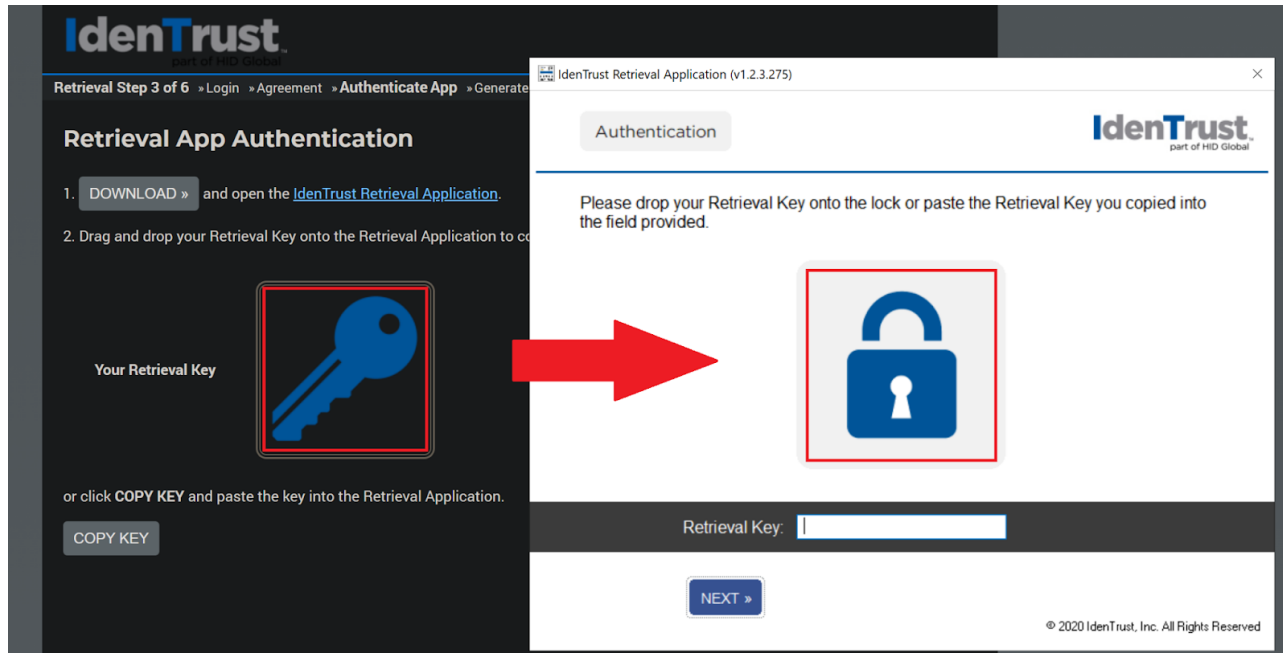 IdenTrust™
part of HID Global
Retrieval Step 3 of 6 » Login » Agreement » Authenticate App » Generate
Retrieval App Authentication
1. DOWNLOAD » and open the IdenTrust Retrieval Application.
2. Drag and drop your Retrieval Key onto the Retrieval Application to co
Your Retrieval Key
or click COPY KEY and paste the key into the Retrieval Application.
COPY KEY
IdenTrust Retrieval Application (v1.2.3.275)
Authentication
IdenTrust™
part of HID Global
Please drop your Retrieval Key onto the lock or paste the Retrieval Key you copied into
the field provided.
Retrieval Key:
NEXT »
© 2020 IdenTrust, Inc. All Rights Reserved